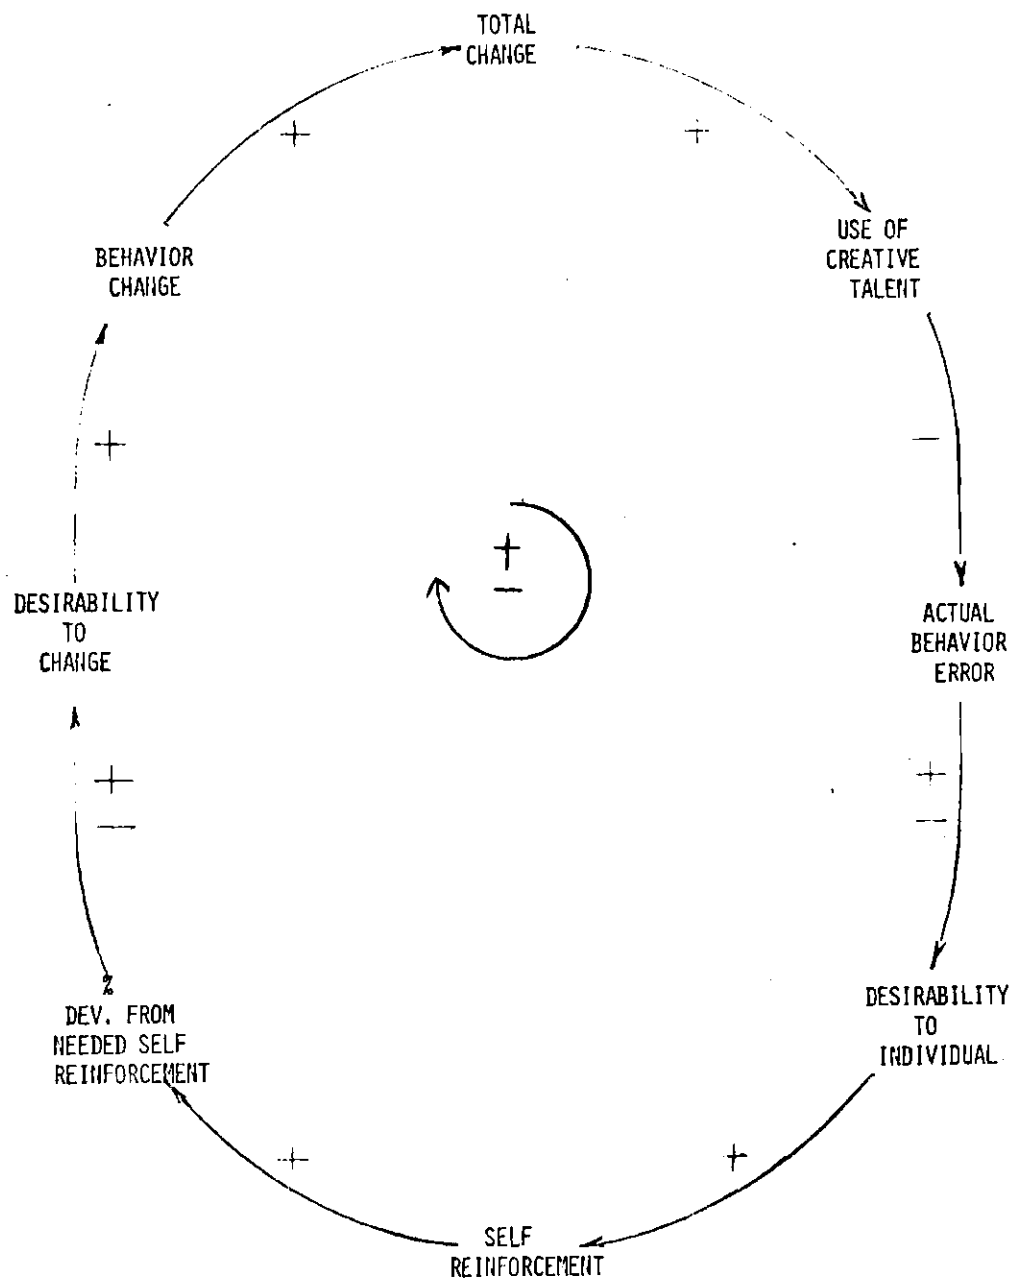 TOTAL
CHANGE
+
+
USE OF
CREATIVE
TALENT
BEHAVIOR
CHANGE
+
−
+
−
DESIRABILITY
TO
CHANGE
ACTUAL
BEHAVIOR
ERROR
+
−
+
−
%
DEV. FROM
NEEDED SELF
REINFORCEMENT
DESIRABILITY
TO
INDIVIDUAL
+
+
SELF
REINFORCEMENT